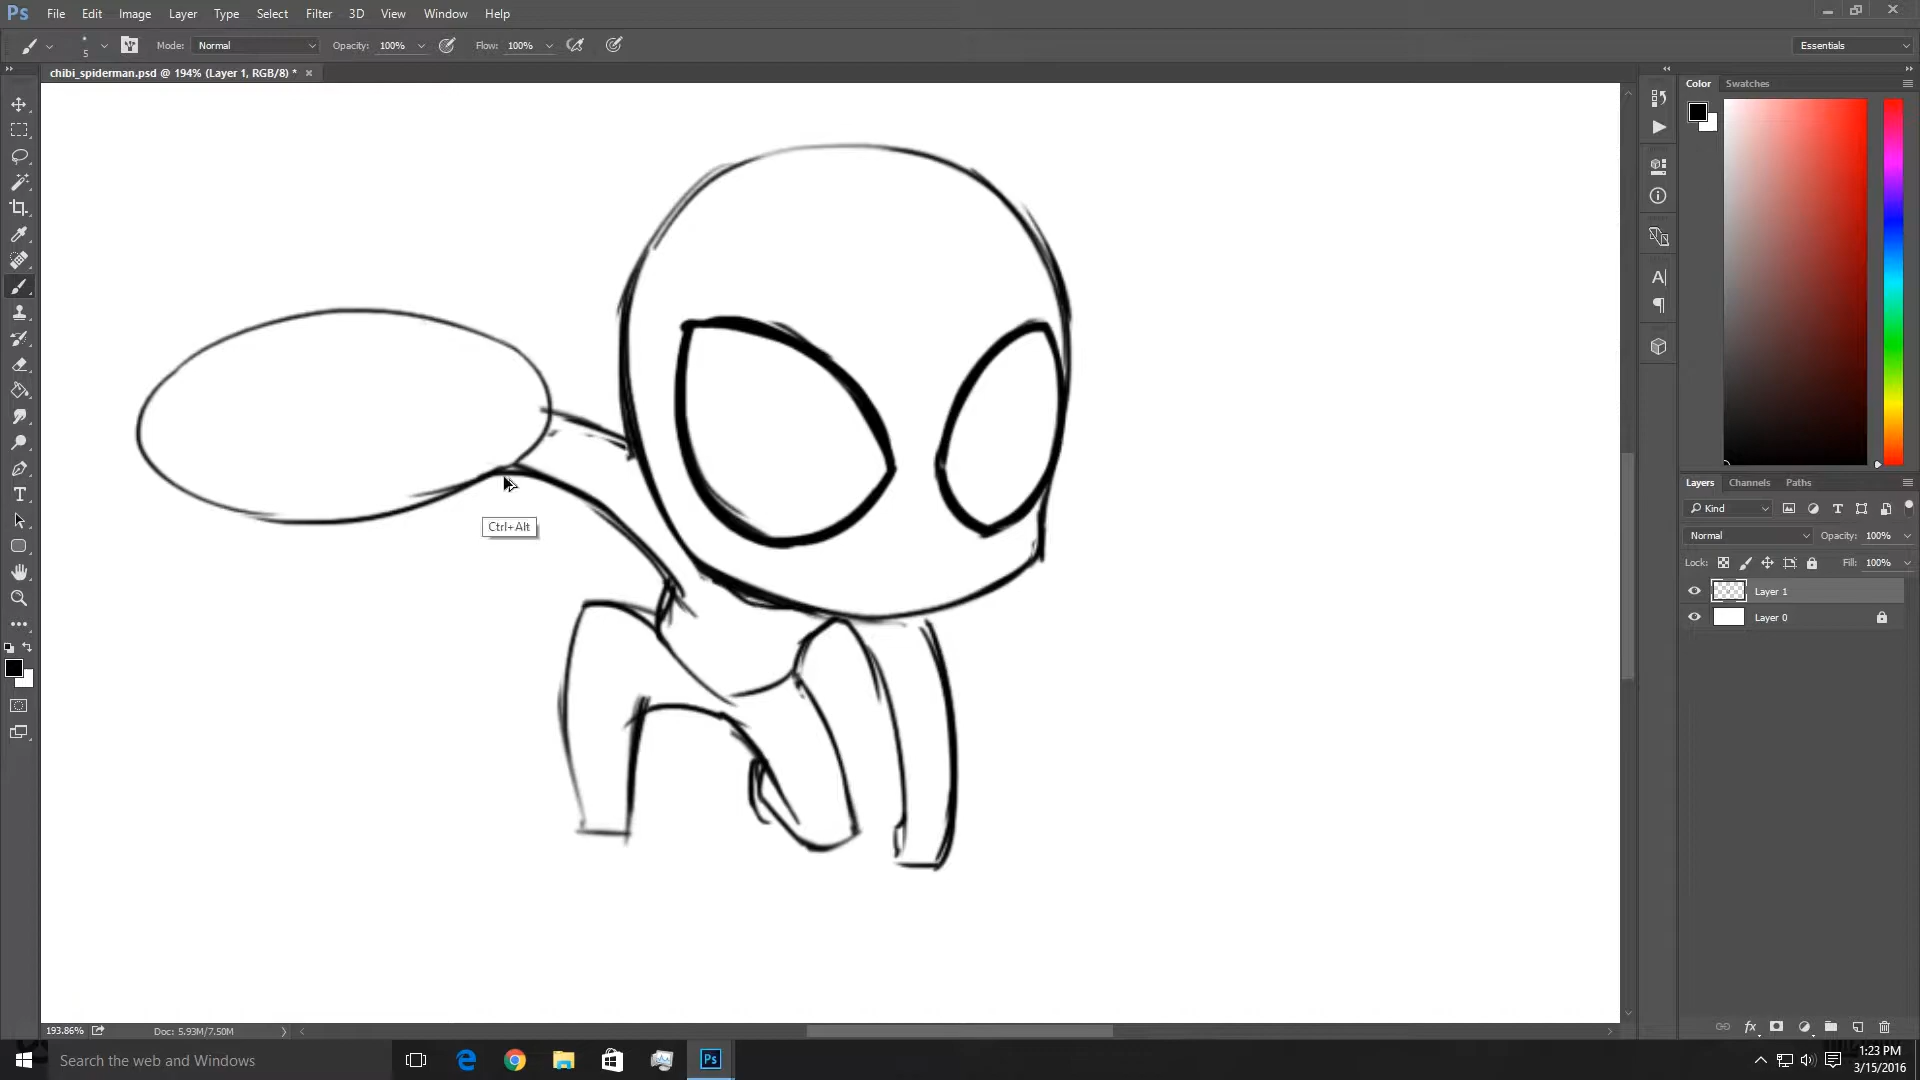 Ps File Edit Image Layer Type Select Filter 3D View Window Help
5 Mode: Normal Opacity: 100% Flow: 100% Essentials
chibi_spiderman.psd @ 194% (Layer 1, RGB/8) * ×
Color Swatches
Ctrl+Alt
Layers Channels Paths
Kind
Normal Opacity: 100%
Lock: Fill: 100%
Layer 1
Layer 0
193.86% Doc: 5.93M/7.50M
Search the web and Windows
Ps
1:23 PM
3/15/2016